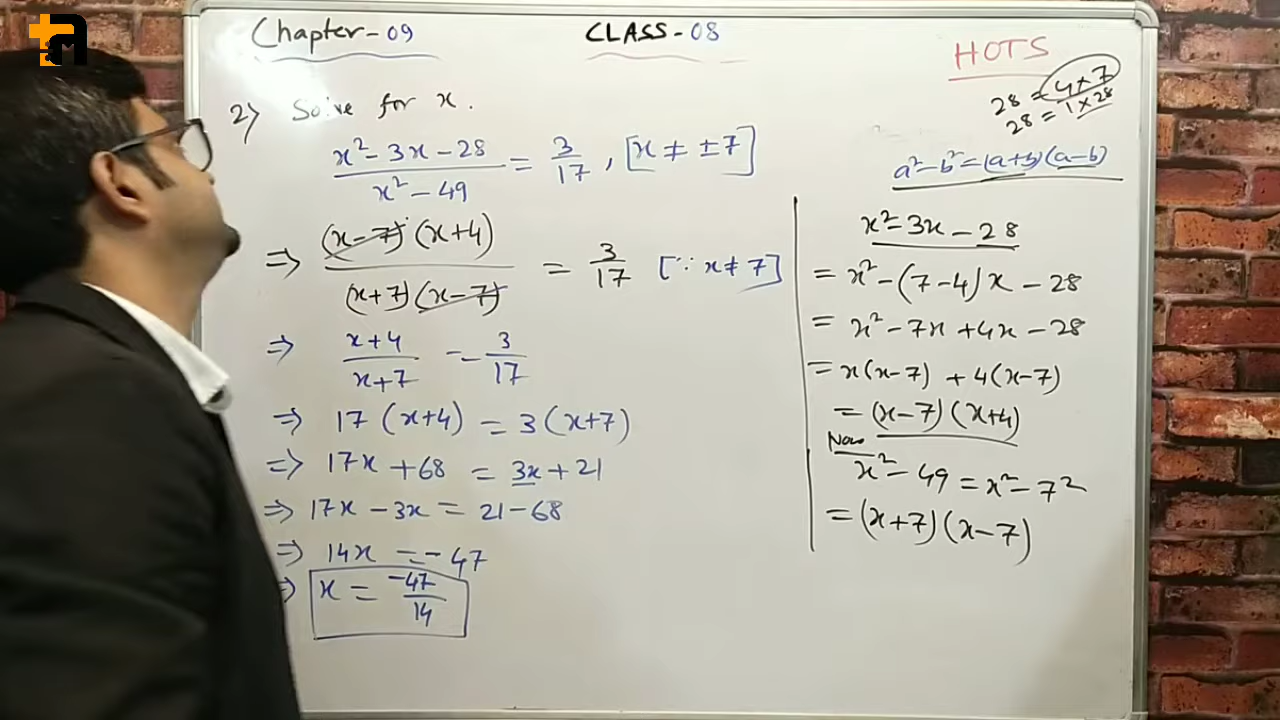 Chapter-09
CLASS-08
HOTS
28 = 4×7
28 = 1×28
a²-b²=(a+b)(a-b)
2) Solve for x.
x²-3x-28 / x²-49 = 3/17, [x ≠ ±7]
⇒ (x-7)(x+4) / (x+7)(x-7) = 3/17 [∵ x≠7]
⇒ x+4 / x+7 = 3/17
⇒ 17(x+4) = 3(x+7)
⇒ 17x+68 = 3x+21
⇒ 17x-3x = 21-68
⇒ 14x = -47
⇒ x = -47/14
x²-3x-28
= x²-(7-4)x-28
= x²-7x+4x-28
= x(x-7)+4(x-7)
= (x-7)(x+4)
Now
x²-49 = x²-7²
= (x+7)(x-7)